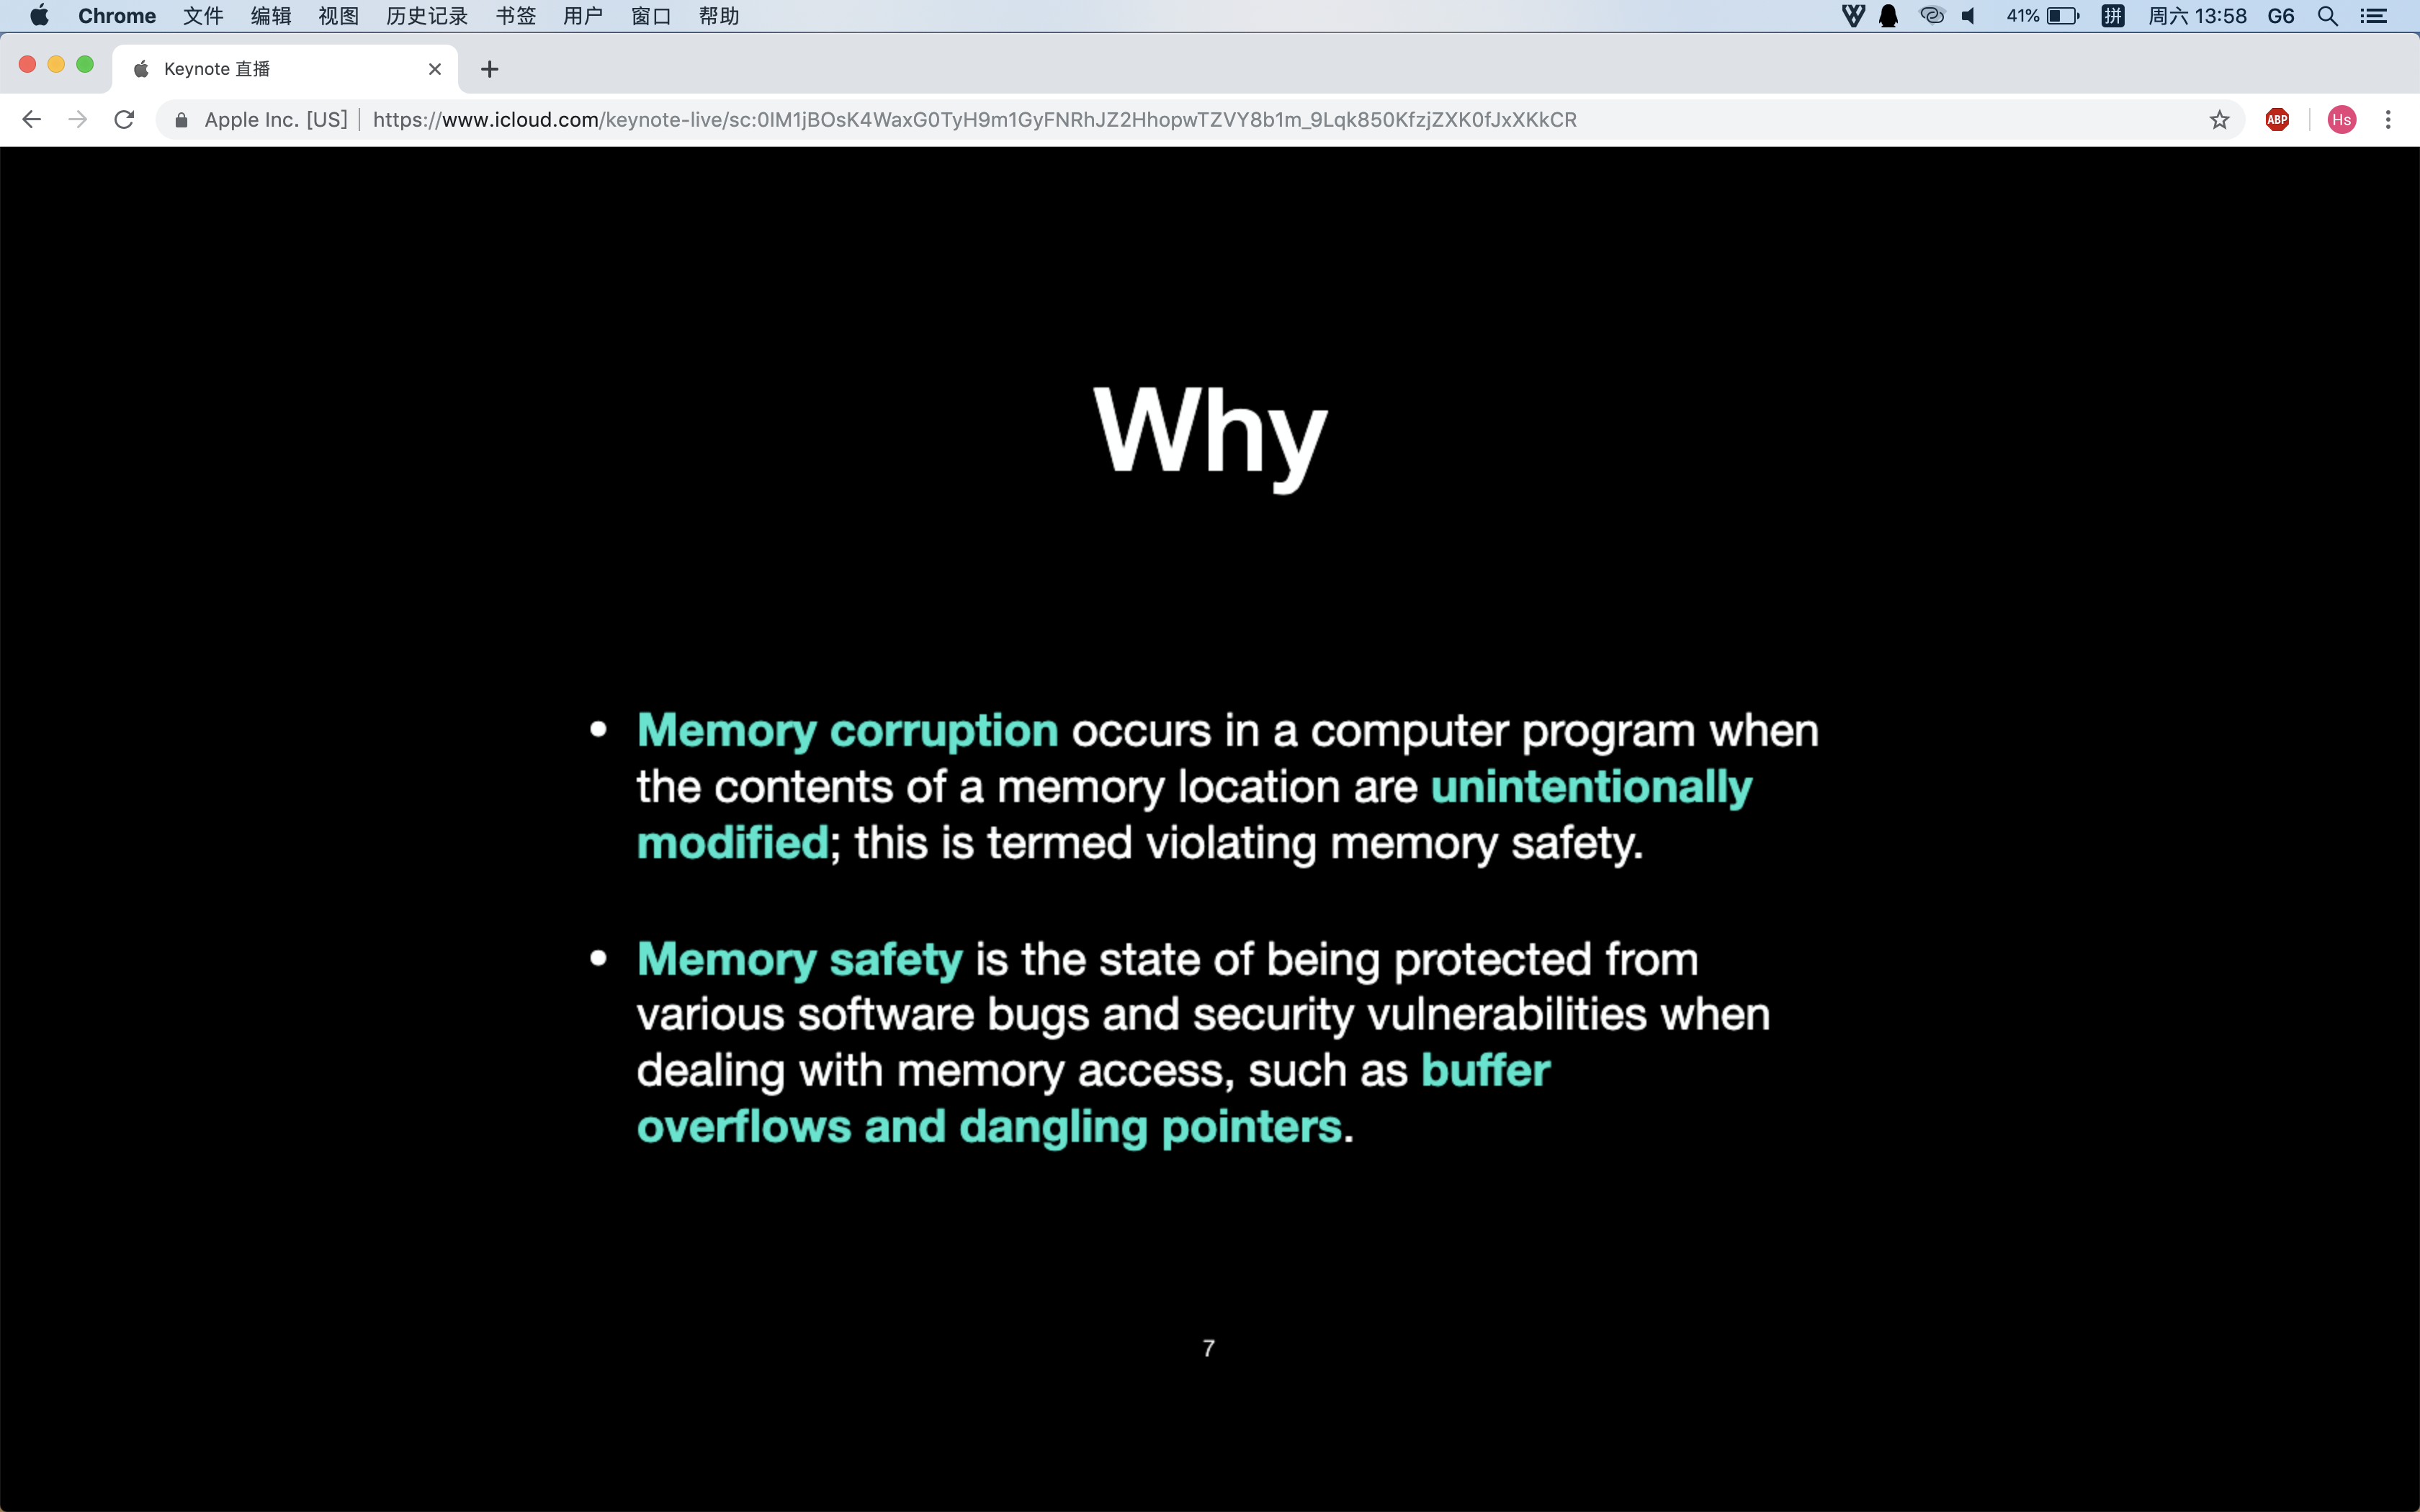 Chrome 文件 编辑 视图 历史记录 书签 用户 窗口 帮助 41% 拼 周六 13:58 G6
Keynote 直播
Apple Inc. [US] https://www.icloud.com/keynote-live/sc:0IM1jBOsK4WaxG0TyH9m1GyFNRhJZ2HhopwTZVY8b1m_9Lqk850KfzjZXK0fJxXKkCR ABP Hs
Why
• Memory corruption occurs in a computer program when
the contents of a memory location are unintentionally
modified; this is termed violating memory safety.
• Memory safety is the state of being protected from
various software bugs and security vulnerabilities when
dealing with memory access, such as buffer
overflows and dangling pointers.
7